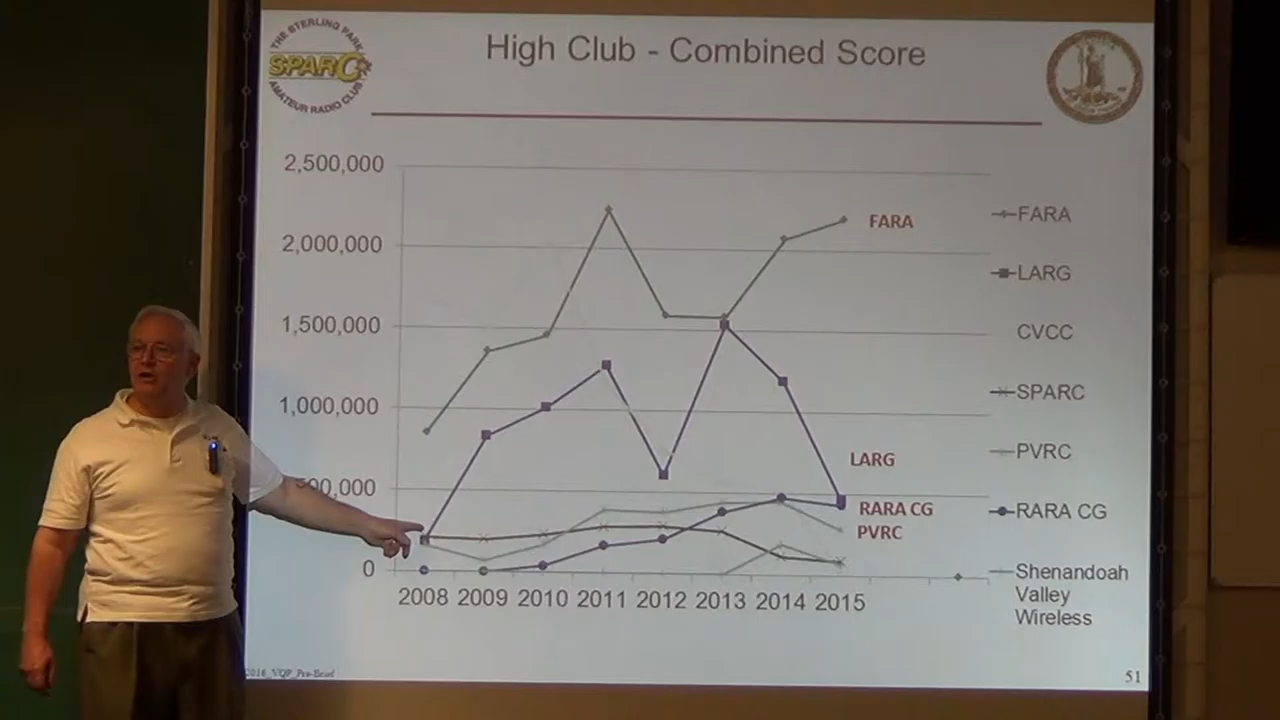 THE STERLING PARK
SPARC
AMATEUR RADIO CLUB
High Club - Combined Score
2,500,000
2,000,000
1,500,000
1,000,000
500,000
0
2008 2009 2010 2011 2012 2013 2014 2015
FARA
LARG
RARA CG
PVRC
FARA
LARG
CVCC
SPARC
PVRC
RARA CG
Shenandoah
Valley
Wireless
2016_VQP_Pre-Brief
51